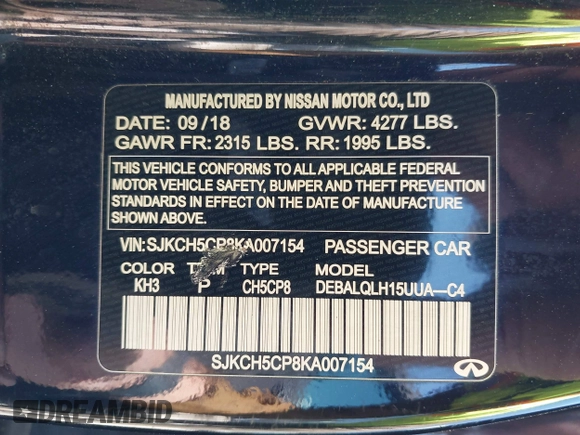 MANUFACTURED BY NISSAN MOTOR CO., LTD
DATE: 09/18 GVWR: 4277 LBS.
GAWR FR: 2315 LBS. RR: 1995 LBS.
THIS VEHICLE CONFORMS TO ALL APPLICABLE FEDERAL
MOTOR VEHICLE SAFETY, BUMPER AND THEFT PREVENTION
STANDARDS IN EFFECT ON THE DATE OF MANUFACTURE
SHOWN ABOVE.
VIN: SJKCH5CP8KA007154 PASSENGER CAR
COLOR TRIM TYPE
KH3 P CH5CP8 DEBALQLH15UUA—C4
SJKCH5CP8KA007154
DREAMBID